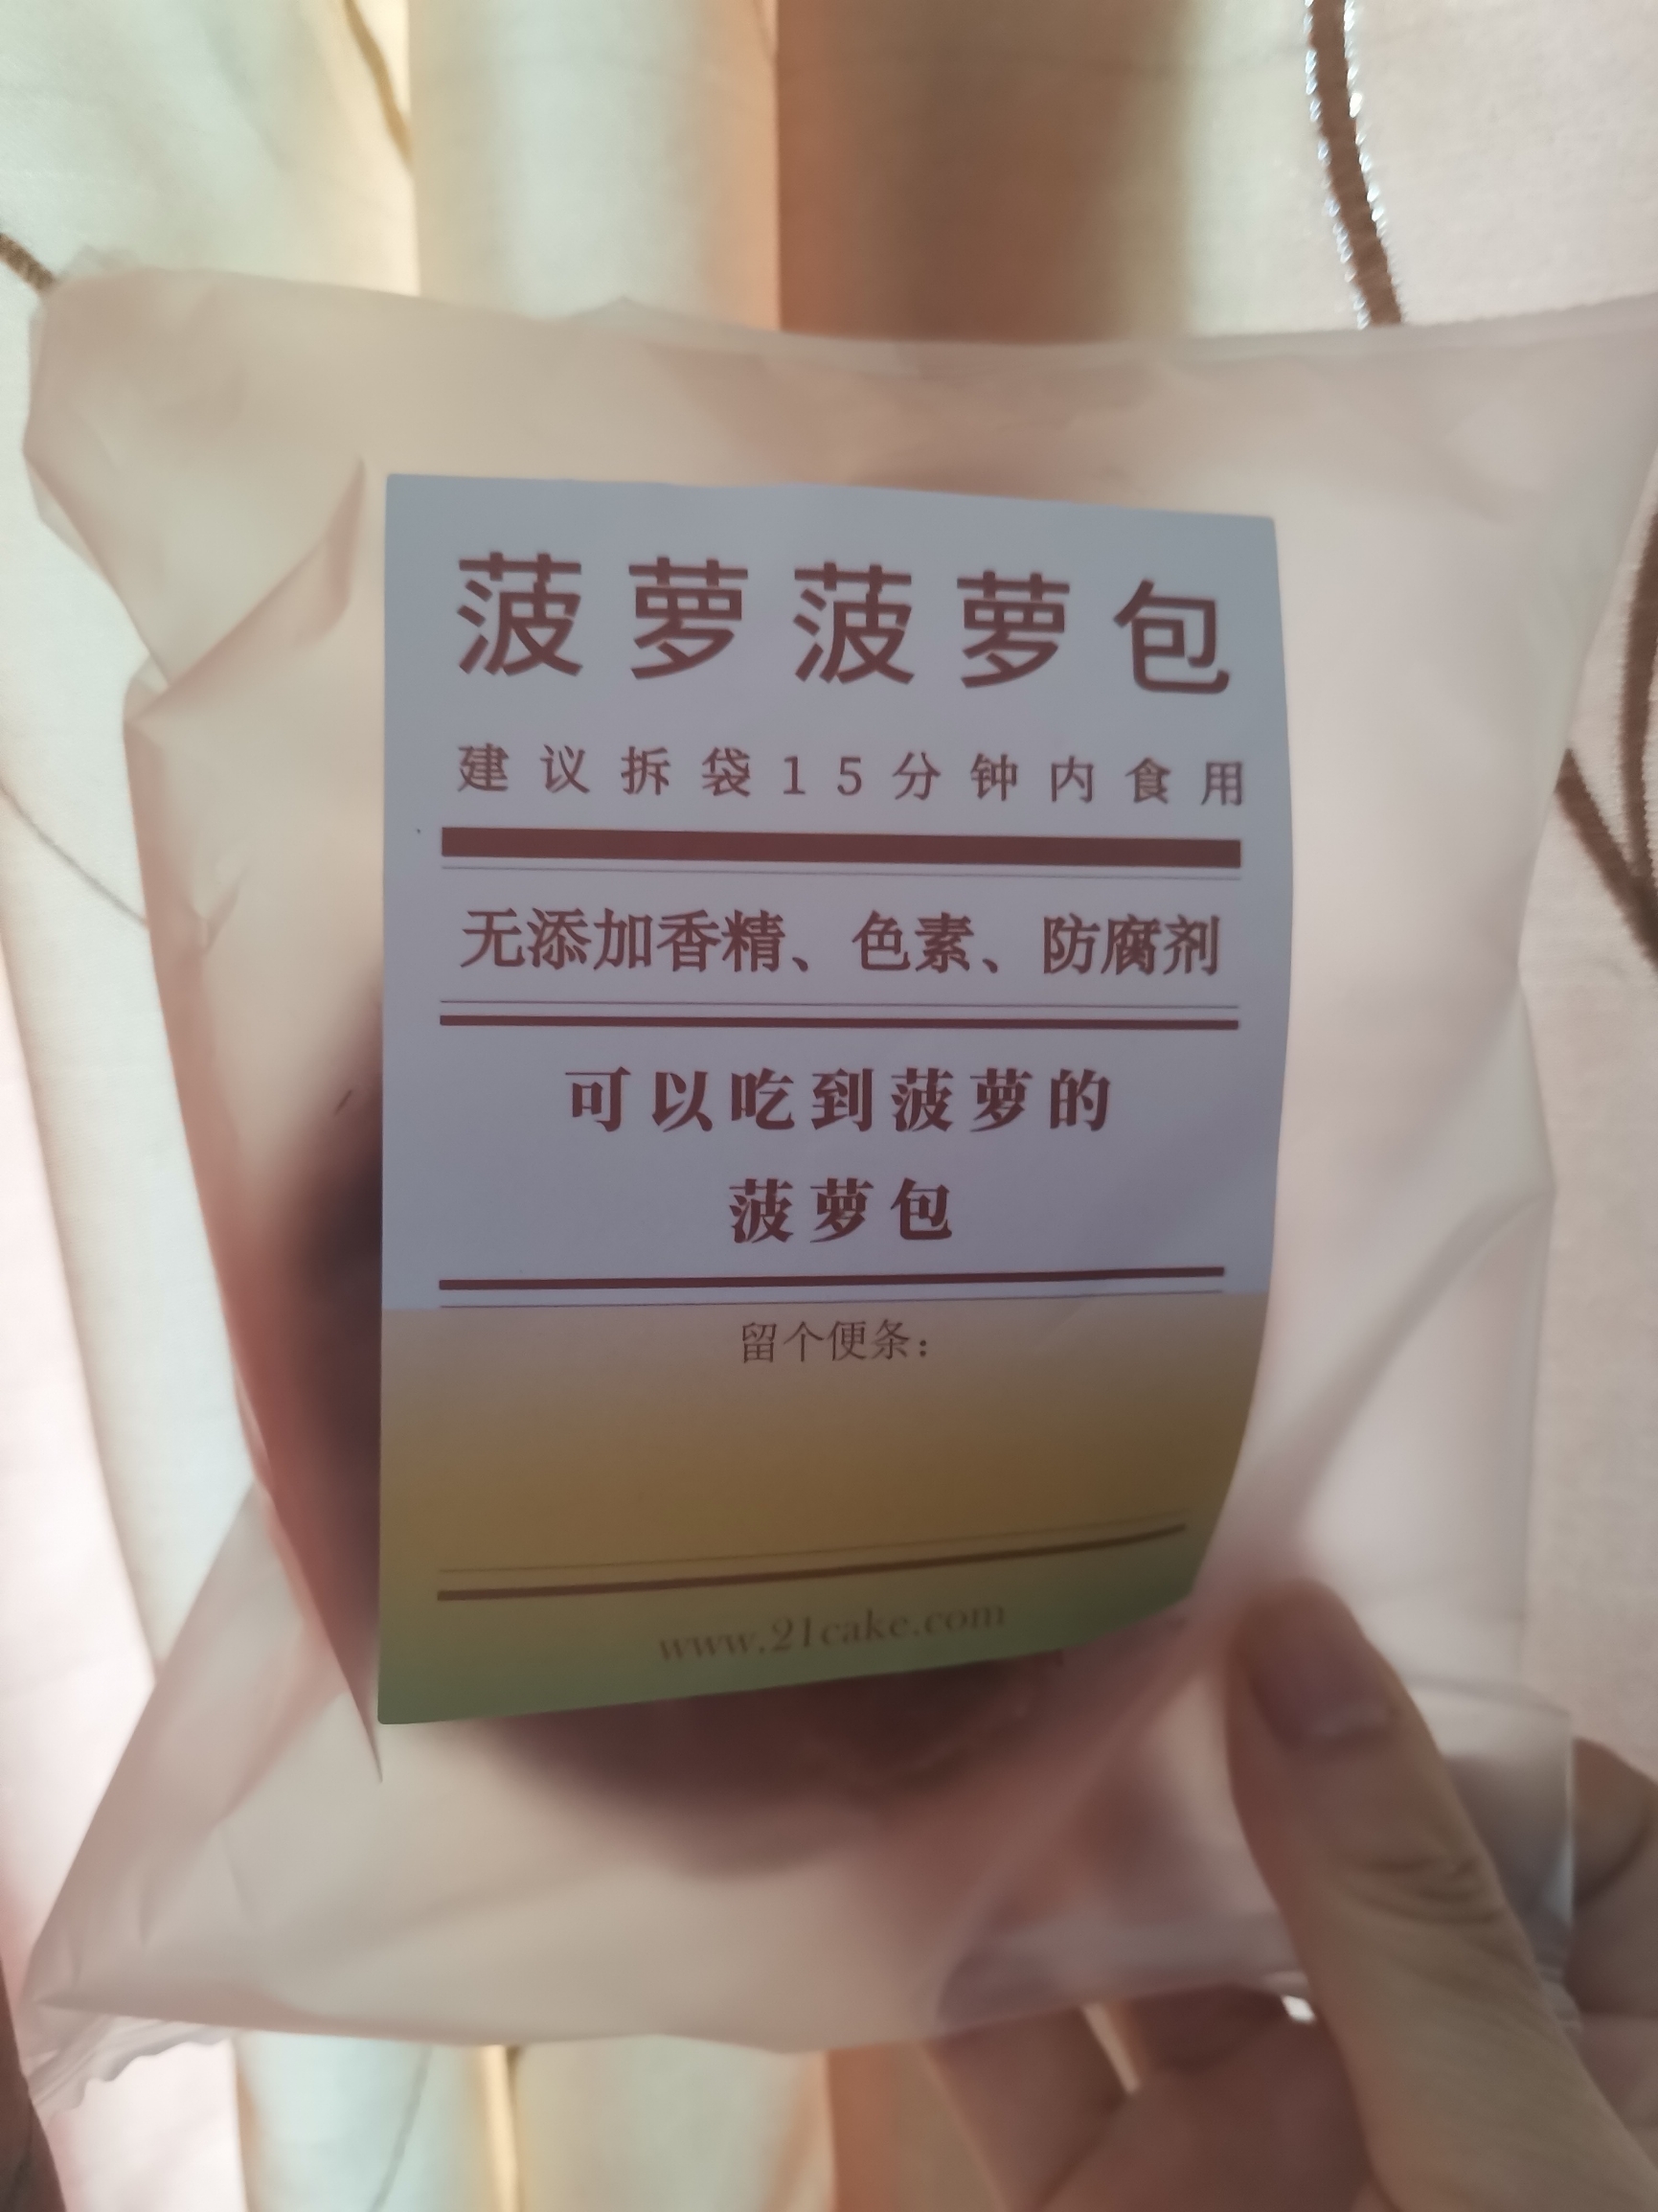 菠萝菠萝包
建议拆袋15分钟内食用
无添加香精、色素、防腐剂
可以吃到菠萝的
菠萝包
留个便条：
www.21cake.com